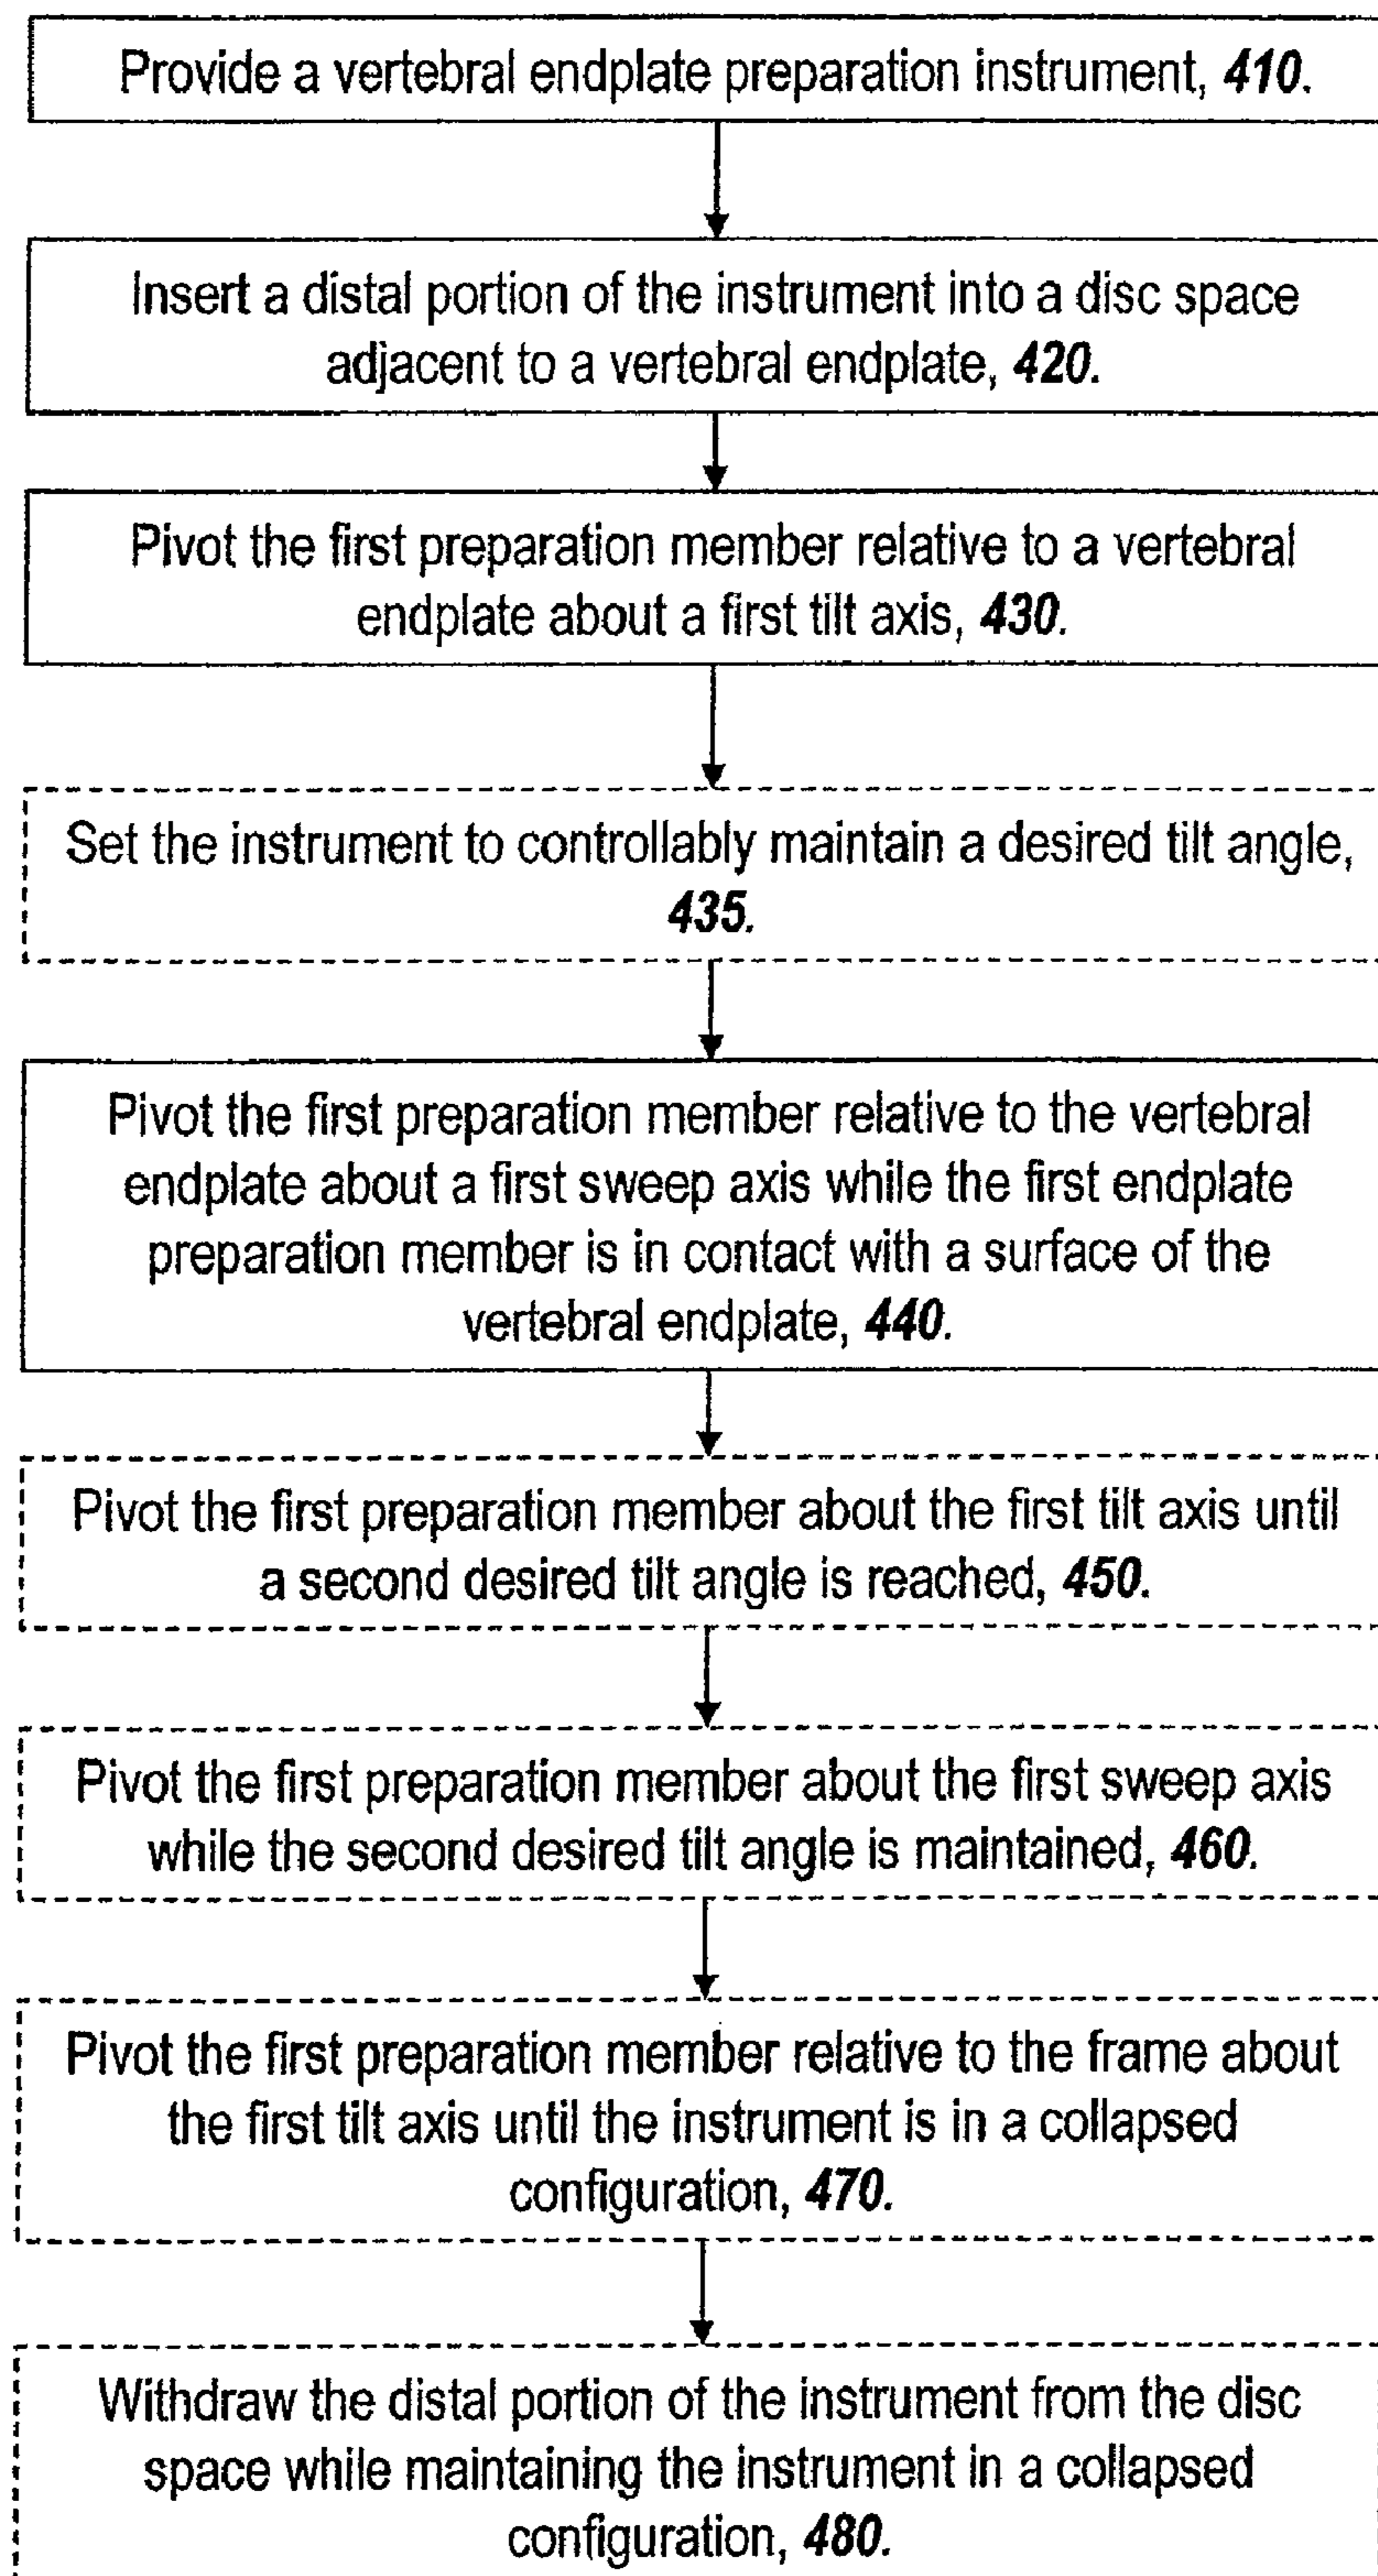 Provide a vertebral endplate preparation instrument, 410.
Insert a distal portion of the instrument into a disc space
adjacent to a vertebral endplate, 420.
Pivot the first preparation member relative to a vertebral
endplate about a first tilt axis, 430.
Set the instrument to controllably maintain a desired tilt angle,
435.
Pivot the first preparation member relative to the vertebral
endplate about a first sweep axis while the first endplate
preparation member is in contact with a surface of the
vertebral endplate, 440.
Pivot the first preparation member about the first tilt axis until
a second desired tilt angle is reached, 450.
Pivot the first preparation member about the first sweep axis
while the second desired tilt angle is maintained, 460.
Pivot the first preparation member relative to the frame about
the first tilt axis until the instrument is in a collapsed
configuration, 470.
Withdraw the distal portion of the instrument from the disc
space while maintaining the instrument in a collapsed
configuration, 480.